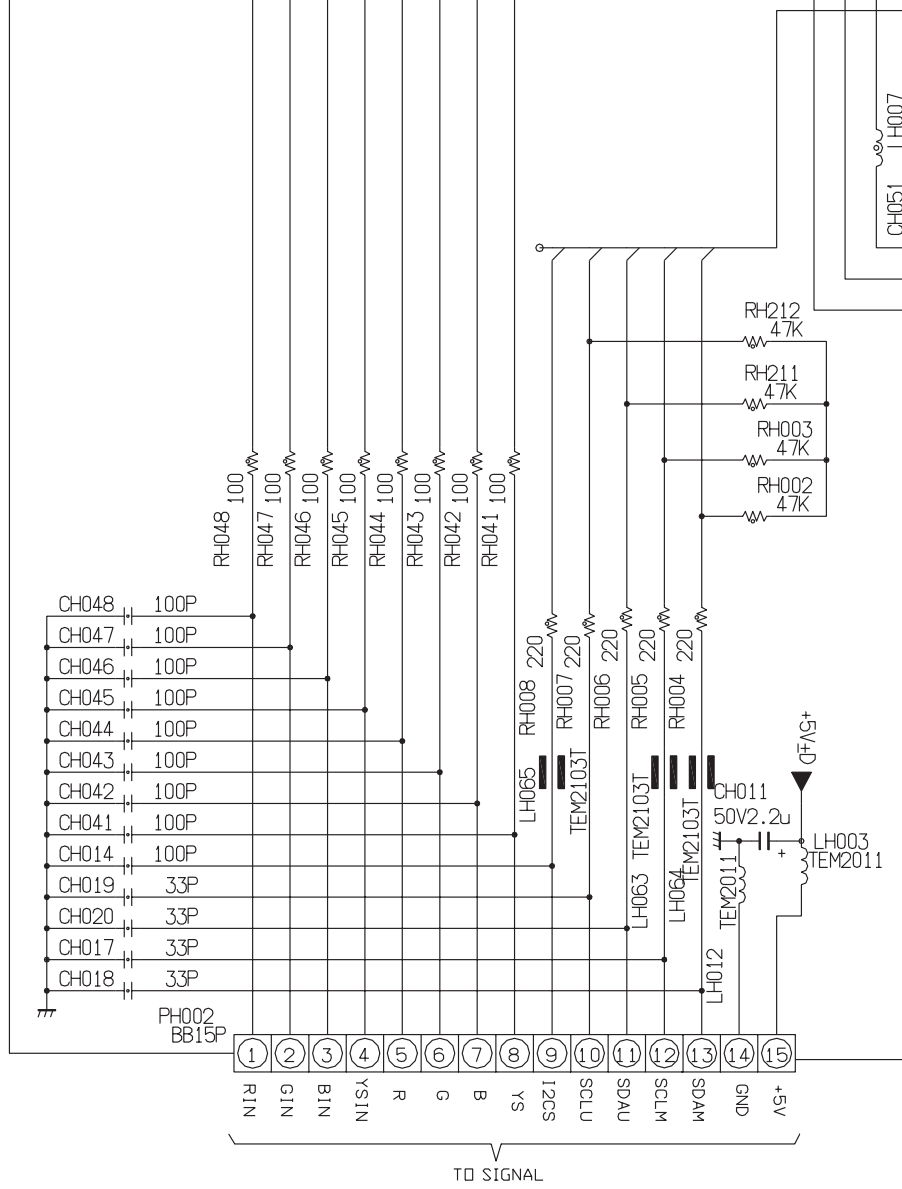 LH007
CH051
RH212
47K
RH211
47K
RH003
47K
RH002
47K
RH048 100
RH047 100
RH046 100
RH045 100
RH044 100
RH043 100
RH042 100
RH041 100
CH048 100P
CH047 100P
CH046 100P
CH045 100P
CH044 100P
CH043 100P
CH042 100P
CH041 100P
CH014 100P
CH019 33P
CH020 33P
CH017 33P
CH018 33P
RH008 220
RH007 220
RH006 220
RH005 220
RH004 220
LH065
TEM2103T
LH063 TEM2103T
LH064 TEM2103T
+5V±D
CH011
50V2.2u
+
LH003
TEM2011
TEM2011
LH012
PH002
BB15P
1 2 3 4 5 6 7 8 9 10 11 12 13 14 15
RIN
GIN
BIN
YSIN
R
G
B
YS
I2CS
SCLU
SDAU
SCLM
SDAM
GND
+5V
TO SIGNAL